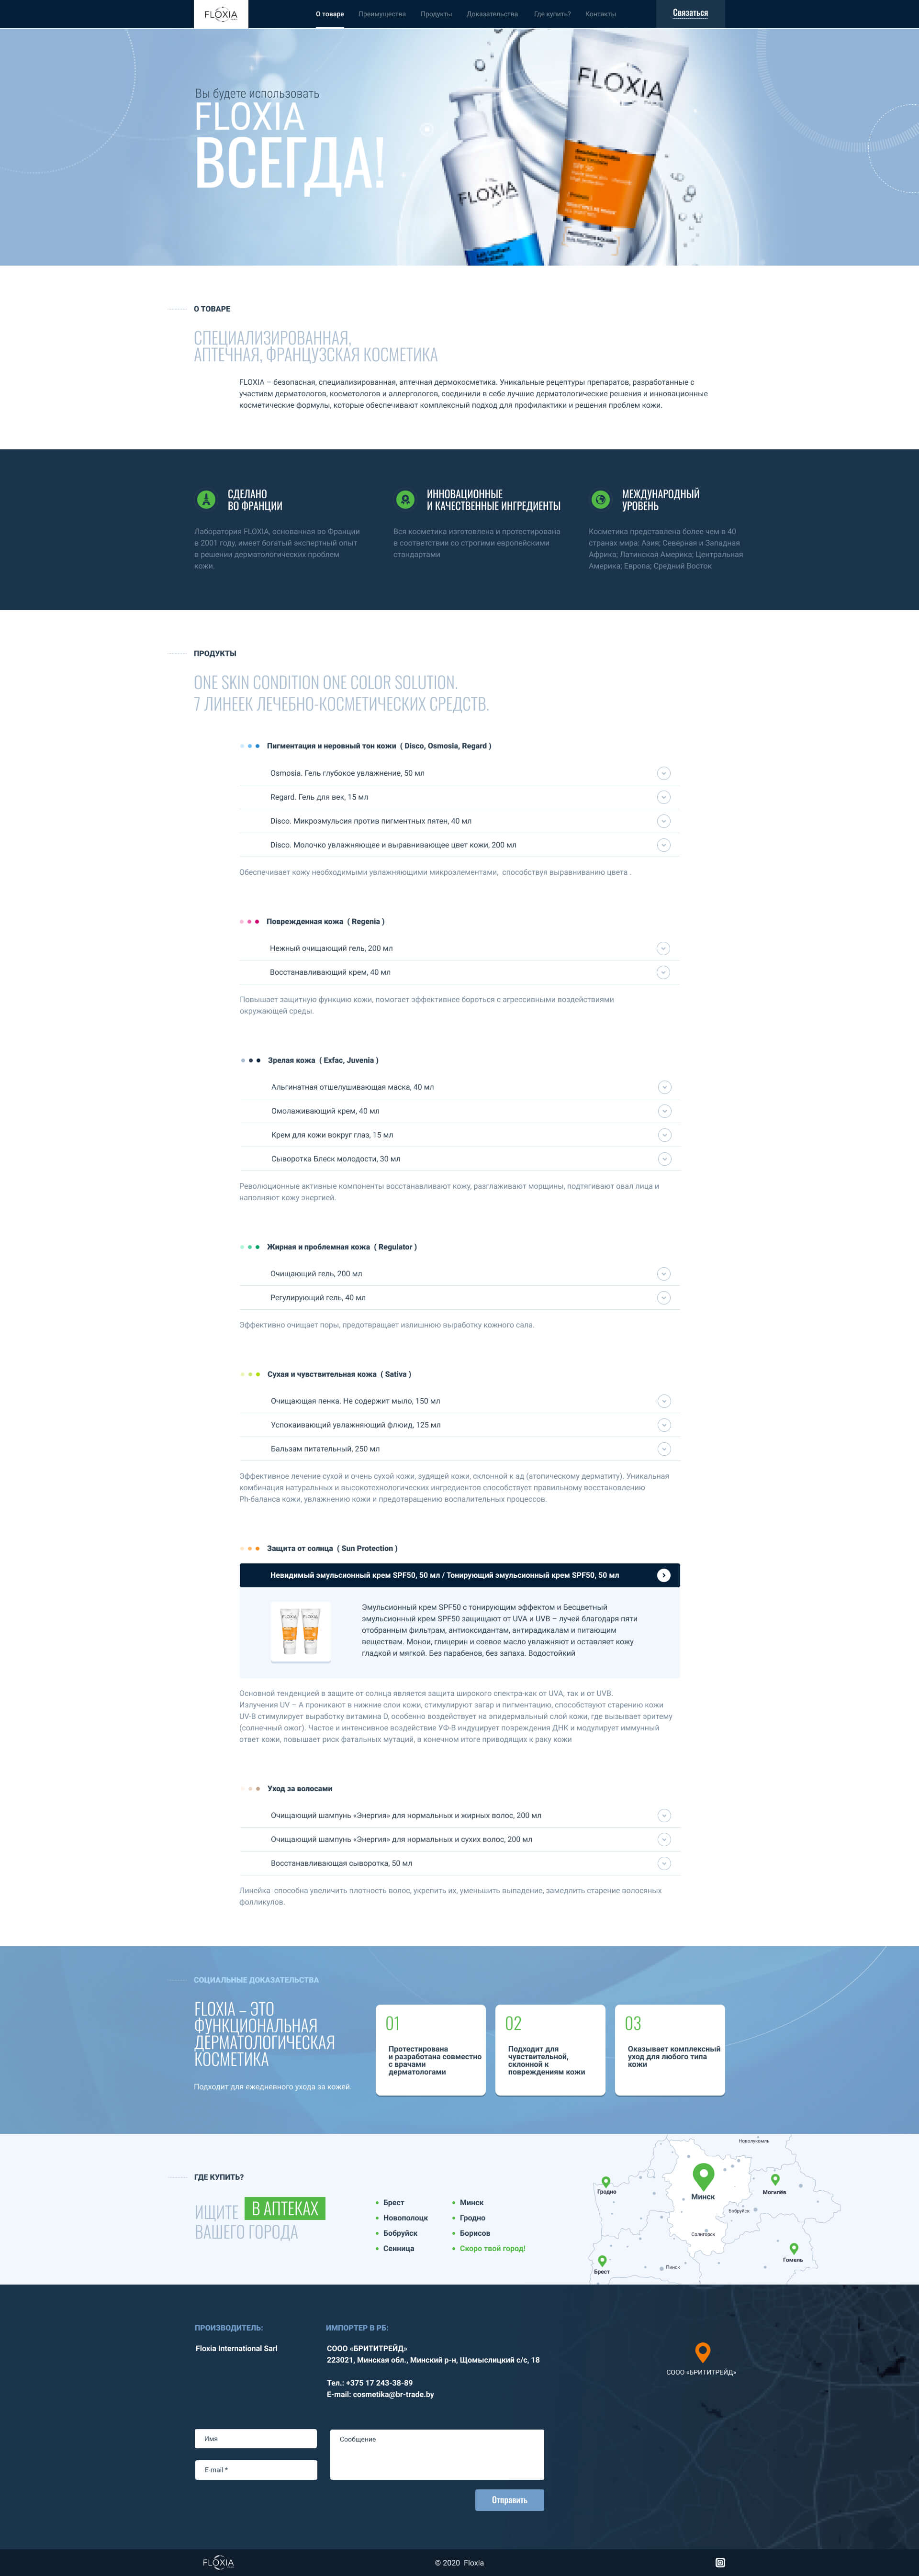 FLOXIA
О товаре
Преимущества
Продукты
Доказательства
Где купить?
Контакты
Связаться
Вы будете использовать
FLOXIA
ВСЕГДА!
FLOXIA
FLOXIA
SPF 50
О ТОВАРЕ
СПЕЦИАЛИЗИРОВАННАЯ,
АПТЕЧНАЯ, ФРАНЦУЗСКАЯ КОСМЕТИКА
FLOXIA – безопасная, специализированная, аптечная дермокосметика. Уникальные рецептуры препаратов, разработанные с
участием дерматологов, косметологов и аллергологов, соединили в себе лучшие дерматологические решения и инновационные
косметические формулы, которые обеспечивают комплексный подход для профилактики и решения проблем кожи.
СДЕЛАНО
ВО ФРАНЦИИ
Лаборатория FLOXIA, основанная во Франции
в 2001 году, имеет богатый экспертный опыт
в решении дерматологических проблем
кожи.
ИННОВАЦИОННЫЕ
И КАЧЕСТВЕННЫЕ ИНГРЕДИЕНТЫ
Вся косметика изготовлена и протестирована
в соответствии со строгими европейскими
стандартами
МЕЖДУНАРОДНЫЙ
УРОВЕНЬ
Косметика представлена более чем в 40
странах мира: Азия; Северная и Западная
Африка; Латинская Америка; Центральная
Америка; Европа; Средний Восток
ПРОДУКТЫ
ONE SKIN CONDITION ONE COLOR SOLUTION.
7 ЛИНЕЕК ЛЕЧЕБНО-КОСМЕТИЧЕСКИХ СРЕДСТВ.
Пигментация и неровный тон кожи ( Disco, Osmosia, Regard )
Osmosia. Гель глубокое увлажнение, 50 мл
Regard. Гель для век, 15 мл
Disco. Микроэмульсия против пигментных пятен, 40 мл
Disco. Молочко увлажняющее и выравнивающее цвет кожи, 200 мл
Обеспечивает кожу необходимыми увлажняющими микроэлементами, способствуя выравниванию цвета .
Поврежденная кожа ( Regenia )
Нежный очищающий гель, 200 мл
Восстанавливающий крем, 40 мл
Повышает защитную функцию кожи, помогает эффективнее бороться с агрессивными воздействиями
окружающей среды.
Зрелая кожа ( Exfac, Juvenia )
Альгинатная отшелушивающая маска, 40 мл
Омолаживающий крем, 40 мл
Крем для кожи вокруг глаз, 15 мл
Сыворотка Блеск молодости, 30 мл
Революционные активные компоненты восстанавливают кожу, разглаживают морщины, подтягивают овал лица и
наполняют кожу энергией.
Жирная и проблемная кожа ( Regulator )
Очищающий гель, 200 мл
Регулирующий гель, 40 мл
Эффективно очищает поры, предотвращает излишнюю выработку кожного сала.
Сухая и чувствительная кожа ( Sativa )
Очищающая пенка. Не содержит мыло, 150 мл
Успокаивающий увлажняющий флюид, 125 мл
Бальзам питательный, 250 мл
Эффективное лечение сухой и очень сухой кожи, зудящей кожи, склонной к ад (атопическому дерматиту). Уникальная
комбинация натуральных и высокотехнологических ингредиентов способствует правильному восстановлению
Ph-баланса кожи, увлажнению кожи и предотвращению воспалительных процессов.
Защита от солнца ( Sun Protection )
Невидимый эмульсионный крем SPF50, 50 мл / Тонирующий эмульсионный крем SPF50, 50 мл
FLOXIA FLOXIA
Эмульсионный крем SPF50 с тонирующим эффектом и Бесцветный
эмульсионный крем SPF50 защищают от UVA и UVB – лучей благодаря пяти
отобранным фильтрам, антиоксидантам, антирадикалам и питающим
веществам. Монои, глицерин и соевое масло увлажняют и оставляет кожу
гладкой и мягкой. Без парабенов, без запаха. Водостойкий
Основной тенденцией в защите от солнца является защита широкого спектра-как от UVA, так и от UVB.
Излучения UV – A проникают в нижние слои кожи, стимулируют загар и пигментацию, способствуют старению кожи
UV-B стимулирует выработку витамина D, особенно воздействует на эпидермальный слой кожи, где вызывает эритему
(солнечный ожог). Частое и интенсивное воздействие УФ-В индуцирует повреждения ДНК и модулирует иммунный
ответ кожи, повышает риск фатальных мутаций, в конечном итоге приводящих к раку кожи
Уход за волосами
Очищающий шампунь «Энергия» для нормальных и жирных волос, 200 мл
Очищающий шампунь «Энергия» для нормальных и сухих волос, 200 мл
Восстанавливающая сыворотка, 50 мл
Линейка способна увеличить плотность волос, укрепить их, уменьшить выпадение, замедлить старение волосяных
фолликулов.
СОЦИАЛЬНЫЕ ДОКАЗАТЕЛЬСТВА
FLOXIA – ЭТО
ФУНКЦИОНАЛЬНАЯ
ДЕРМАТОЛОГИЧЕСКАЯ
КОСМЕТИКА
Подходит для ежедневного ухода за кожей.
01
Протестирована
и разработана совместно
с врачами
дерматологами
02
Подходит для
чувствительной,
склонной к
повреждениям кожи
03
Оказывает комплексный
уход для любого типа
кожи
ГДЕ КУПИТЬ?
ИЩИТЕ В АПТЕКАХ
ВАШЕГО ГОРОДА
Брест
Новополоцк
Бобруйск
Сенница
Минск
Гродно
Борисов
Скоро твой город!
Новолукомль
Гродно
Минск
Могилёв
Бобруйск
Солигорск
Гомель
Пинск
Брест
ПРОИЗВОДИТЕЛЬ:
Floxia International Sarl
ИМПОРТЕР В РБ:
СООО «БРИТИТРЕЙД»
223021, Минская обл., Минский р-н, Щомыслицкий с/с, 18
Тел.: +375 17 243-38-89
E-mail: cosmetika@br-trade.by
СООО «БРИТИТРЕЙД»
Имя
E-mail *
Сообщение
Отправить
FLOXIA
© 2020 Floxia